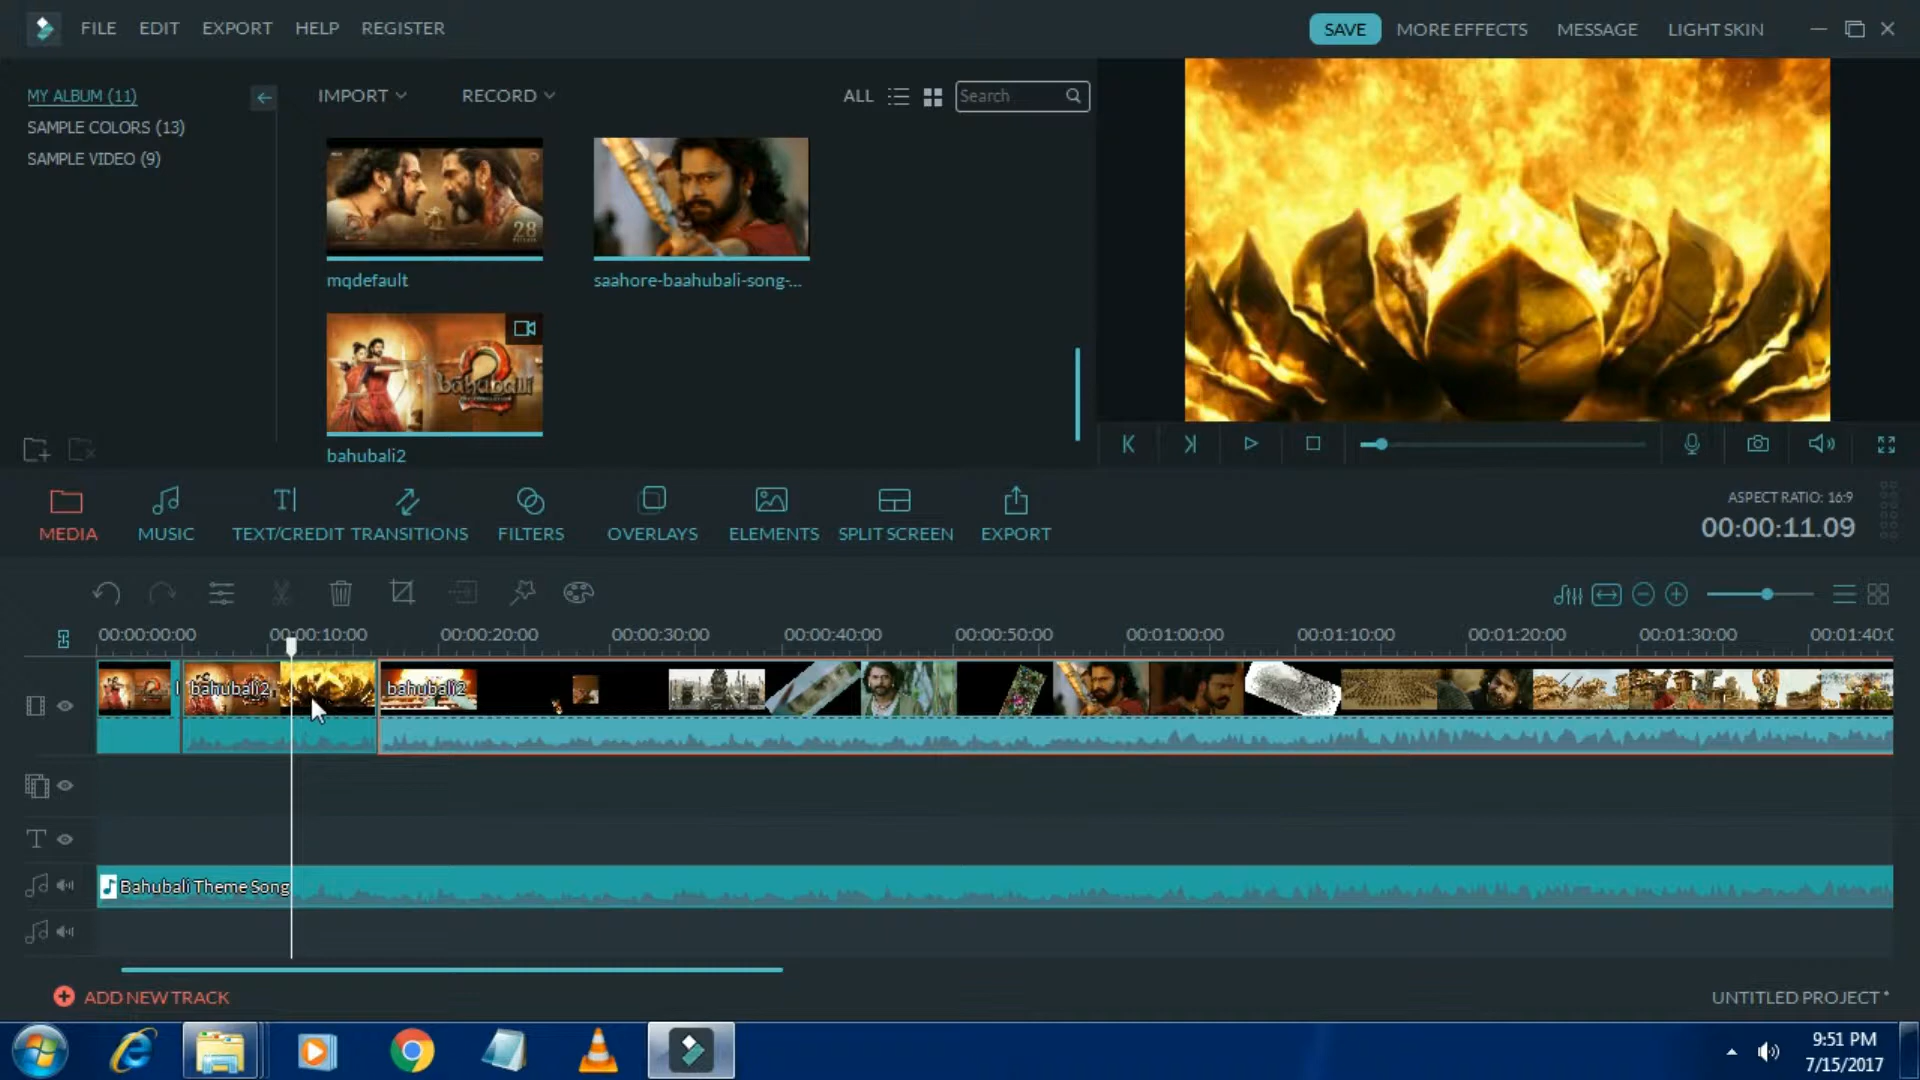 FILE EDIT EXPORT HELP REGISTER SAVE MORE EFFECTS MESSAGE LIGHT SKIN
MY ALBUM (11)
SAMPLE COLORS (13)
SAMPLE VIDEO (9)
IMPORT RECORD ALL Search
28
mqdefault saahore-baahubali-song-...
bahubali 2
bahubali2
MEDIA MUSIC TEXT/CREDIT TRANSITIONS FILTERS OVERLAYS ELEMENTS SPLIT SCREEN EXPORT
ASPECT RATIO: 16:9
00:00:11.09
00:00:00:00 00:00:10:00 00:00:20:00 00:00:30:00 00:00:40:00 00:00:50:00 00:01:00:00 00:01:10:00 00:01:20:00 00:01:30:00 00:01:40:0
bahubali2 bahubali2
Bahubali Theme Song
ADD NEW TRACK
UNTITLED PROJECT *
9:51 PM
7/15/2017